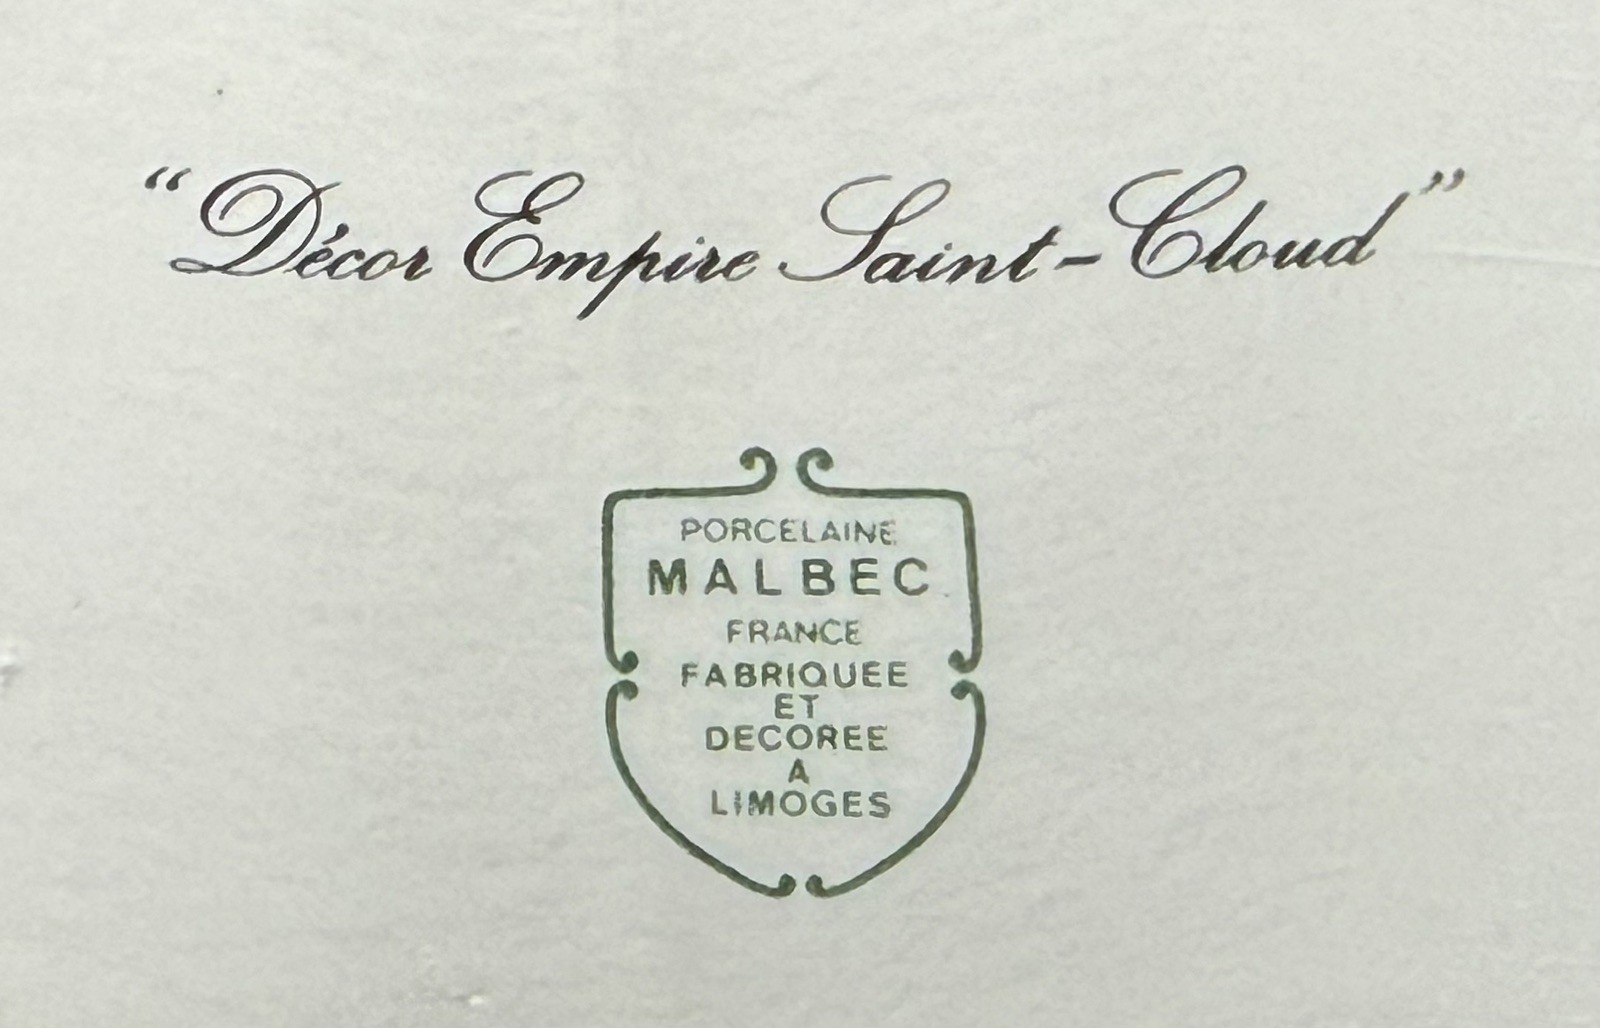 “Décor Empire Saint-Cloud”
PORCELAINE
MALBEC
FRANCE
FABRIQUEE
ET
DECOREE
A
LIMOGES